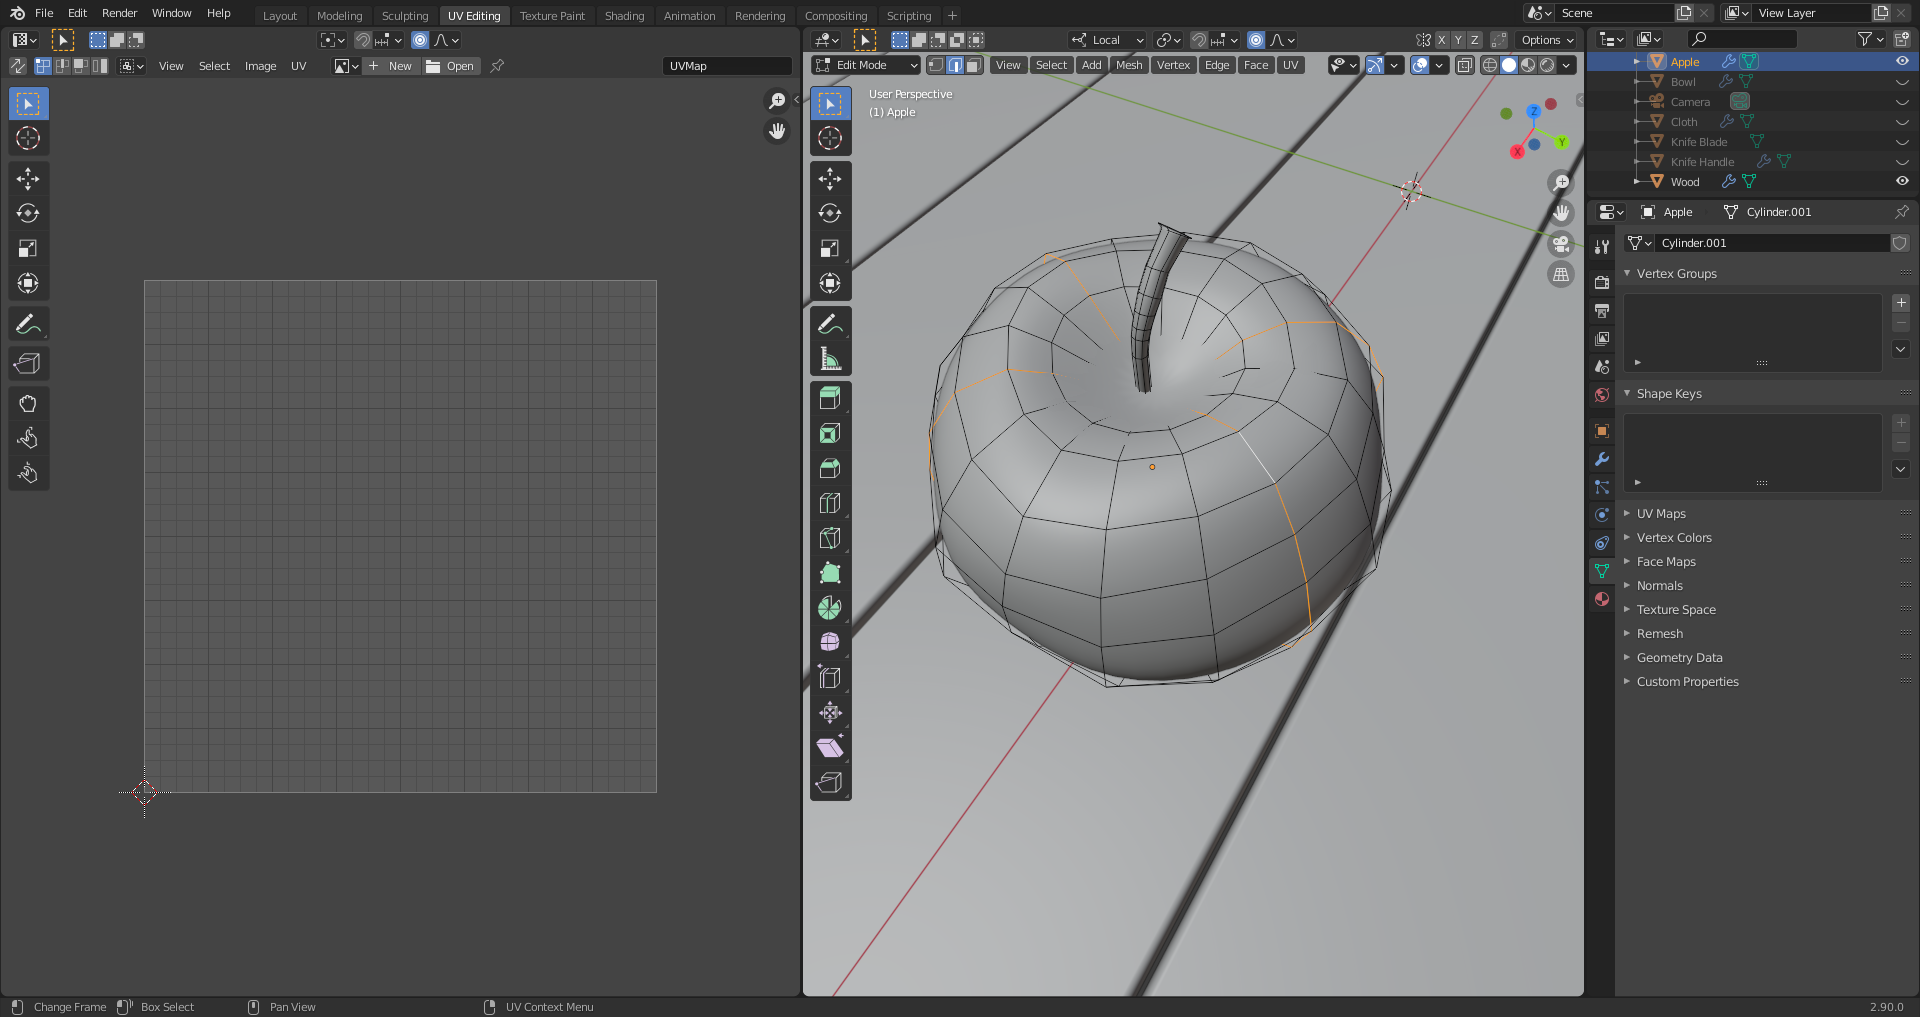 File Edit Render Window Help
Layout Modeling Sculpting UV Editing Texture Paint Shading Animation Rendering Compositing Scripting +
Scene
View Layer
Local
X Y Z
Options
View Select Image UV
New
Open
UVMap
Edit Mode
View Select Add Mesh Vertex Edge Face UV
User Perspective
(1) Apple
Z
Y
X
Apple
Bowl
Camera
Cloth
Knife Blade
Knife Handle
Wood
Apple
Cylinder.001
Cylinder.001
Vertex Groups
Shape Keys
UV Maps
Vertex Colors
Face Maps
Normals
Texture Space
Remesh
Geometry Data
Custom Properties
Change Frame
Box Select
Pan View
UV Context Menu
2.90.0